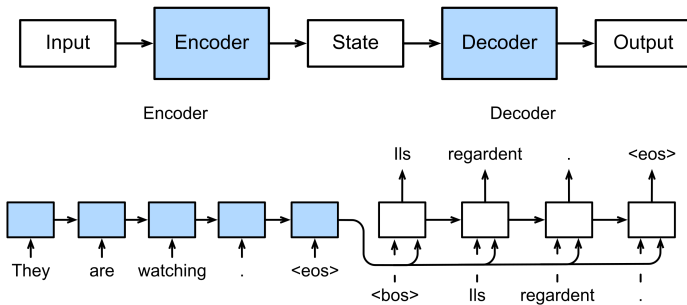 Input Encoder State Decoder Output
Encoder Decoder
Ils regardent . <eos>
They are watching . <eos>
<bos> Ils regardent .